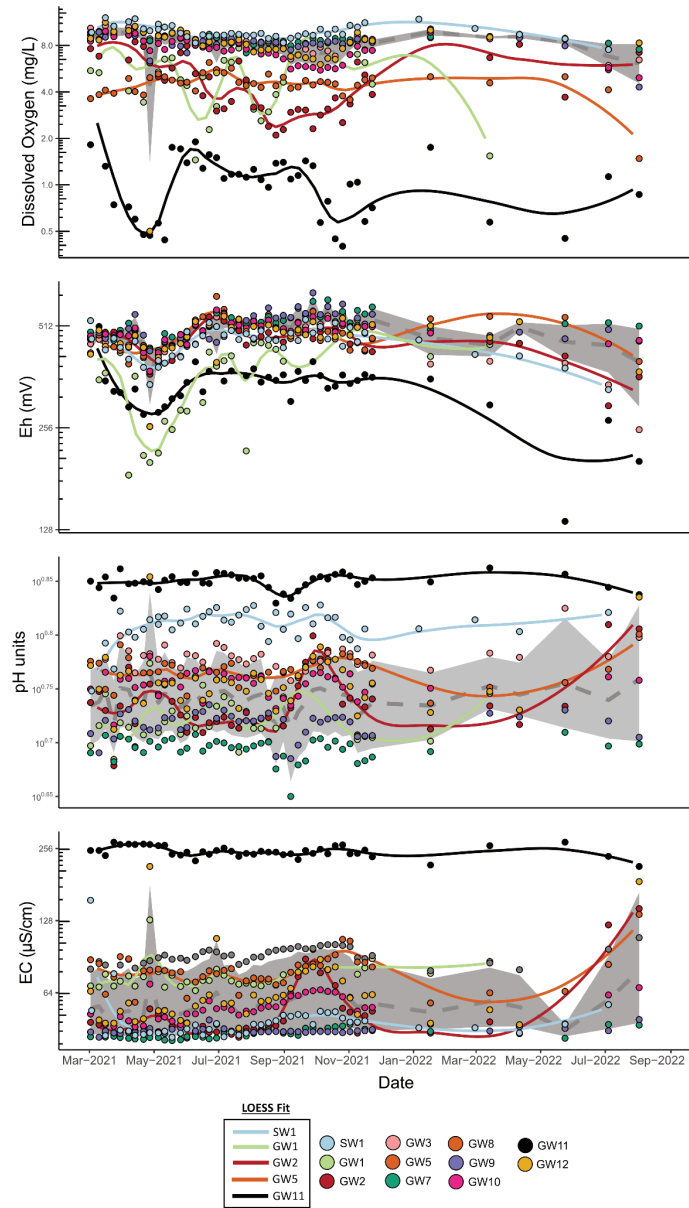 Dissolved Oxygen (mg/L)
8.0
4.0
2.0
1.0
0.5
Eh (mV)
512
256
128
pH units
10^0.85
10^0.8
10^0.75
10^0.7
10^0.65
EC (µS/cm)
256
128
64
Mar−2021 May−2021 Jul−2021 Sep−2021 Nov−2021 Jan−2022 Mar−2022 May−2022 Jul−2022 Sep−2022
Date
LOESS Fit
SW1
GW1
GW2
GW5
GW11
SW1 GW3 GW8 GW11
GW1 GW5 GW9 GW12
GW2 GW7 GW10